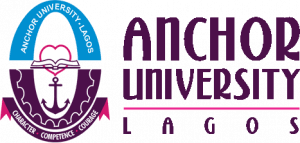 ANCHOR UNIVERSITY-LAGOS
CHARACTER COMPETENCE COURAGE
ANCHOR
UNIVERSITY
LAGOS